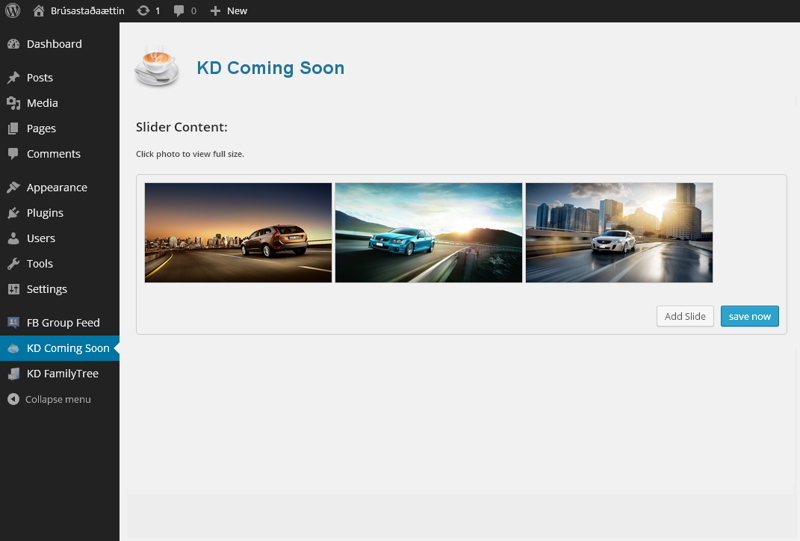 Brúsastaðaættin 1 0 New
Dashboard
Posts
Media
Pages
Comments
Appearance
Plugins
Users
Tools
Settings
FB Group Feed
KD Coming Soon
KD FamilyTree
Collapse menu
KD Coming Soon
Slider Content:
Click photo to view full size.
Add Slide
save now